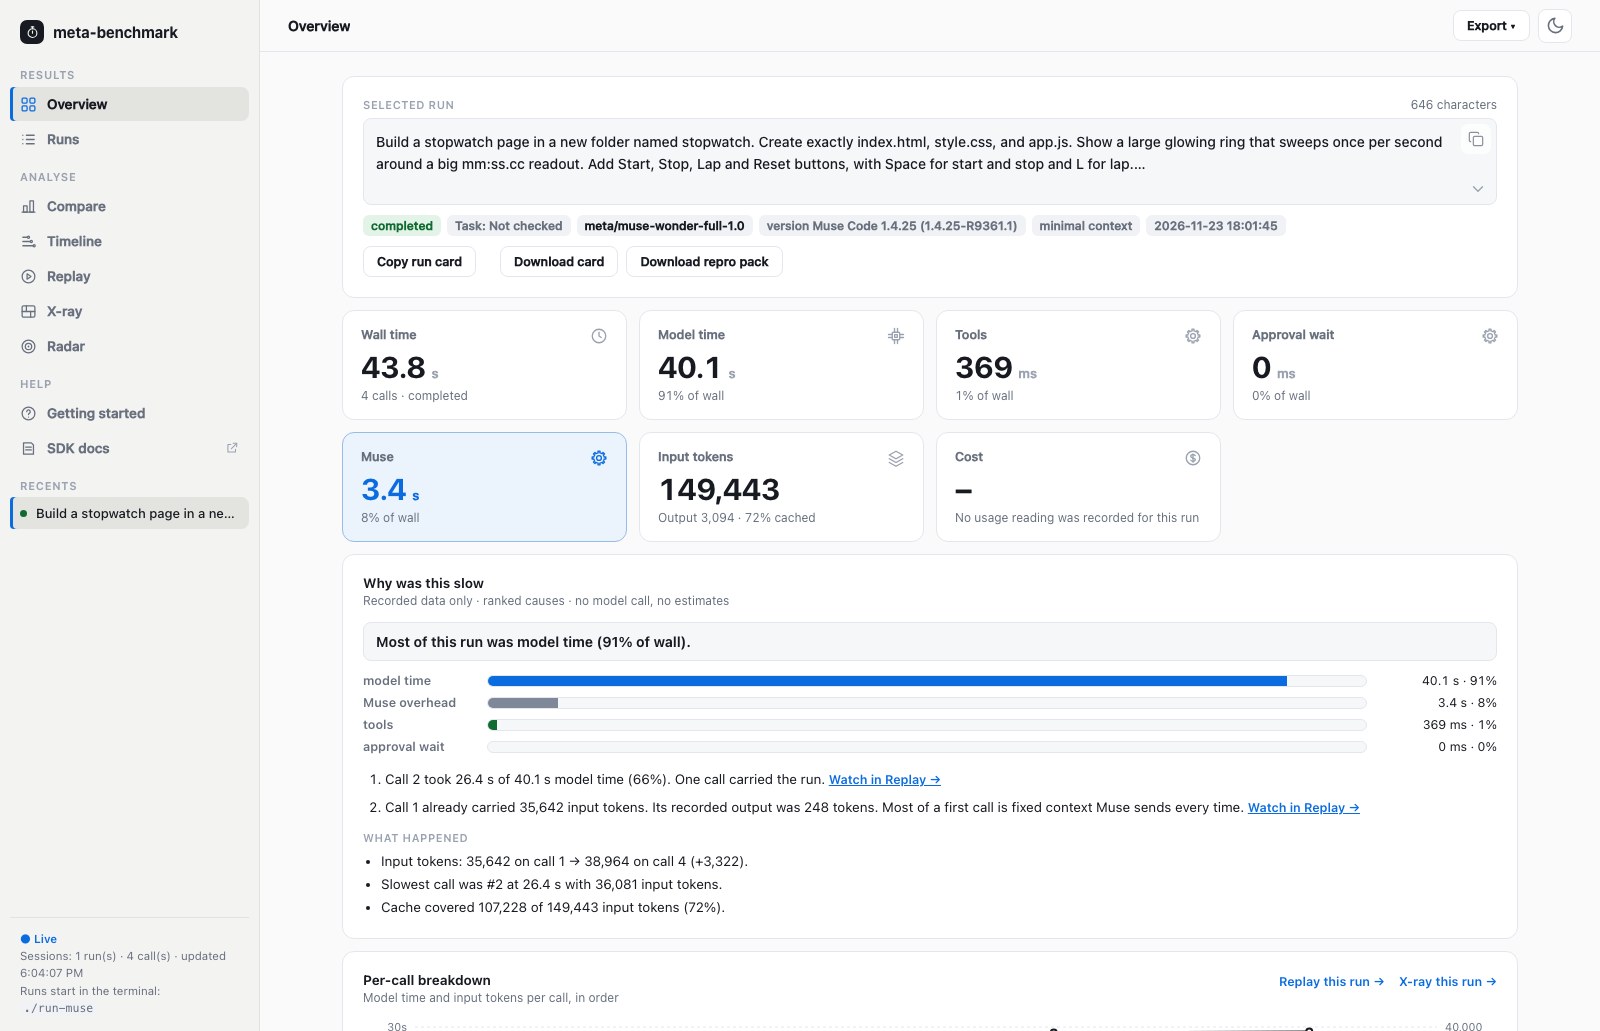 meta-benchmark
RESULTS
Overview
Runs
ANALYSE
Compare
Timeline
Replay
X-ray
Radar
HELP
Getting started
SDK docs
RECENTS
Build a stopwatch page in a ne...
Live
Sessions: 1 run(s) · 4 call(s) · updated
6:04:07 PM
Runs start in the terminal:
./run-muse
Overview
Export ▾
SELECTED RUN
646 characters
Build a stopwatch page in a new folder named stopwatch. Create exactly index.html, style.css, and app.js. Show a large glowing ring that sweeps once per second
around a big mm:ss.cc readout. Add Start, Stop, Lap and Reset buttons, with Space for start and stop and L for lap....
completed Task: Not checked meta/muse-wonder-full-1.0 version Muse Code 1.4.25 (1.4.25-R9361.1) minimal context 2026-11-23 18:01:45
Copy run card Download card Download repro pack
Wall time
43.8 s
4 calls · completed
Model time
40.1 s
91% of wall
Tools
369 ms
1% of wall
Approval wait
0 ms
0% of wall
Muse
3.4 s
8% of wall
Input tokens
149,443
Output 3,094 · 72% cached
Cost
–
No usage reading was recorded for this run
Why was this slow
Recorded data only · ranked causes · no model call, no estimates
Most of this run was model time (91% of wall).
model time 40.1 s · 91%
Muse overhead 3.4 s · 8%
tools 369 ms · 1%
approval wait 0 ms · 0%
1. Call 2 took 26.4 s of 40.1 s model time (66%). One call carried the run. Watch in Replay →
2. Call 1 already carried 35,642 input tokens. Its recorded output was 248 tokens. Most of a first call is fixed context Muse sends every time. Watch in Replay →
WHAT HAPPENED
• Input tokens: 35,642 on call 1 → 38,964 on call 4 (+3,322).
• Slowest call was #2 at 26.4 s with 36,081 input tokens.
• Cache covered 107,228 of 149,443 input tokens (72%).
Per-call breakdown
Replay this run → X-ray this run →
Model time and input tokens per call, in order
30s 40,000